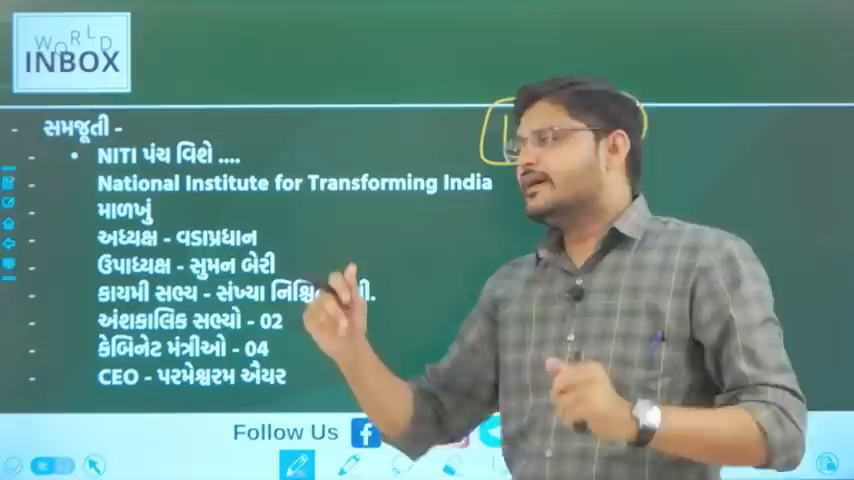 WORLD
INBOX
- સમજૂતી -
- • NITI પંચ વિશે ....
- National Institute for Transforming India
- માળખું
- અધ્યક્ષ - વડાપ્રધાન
- ઉપાધ્યક્ષ - સુમન બેરી
- કાયમી સભ્ય - સંખ્યા
- અંશકાલિક સભ્યો - 02
- કેબિનેટ મંત્રીઓ - 04
- CEO - પરમેશ્વરમ ઐયર
Follow Us